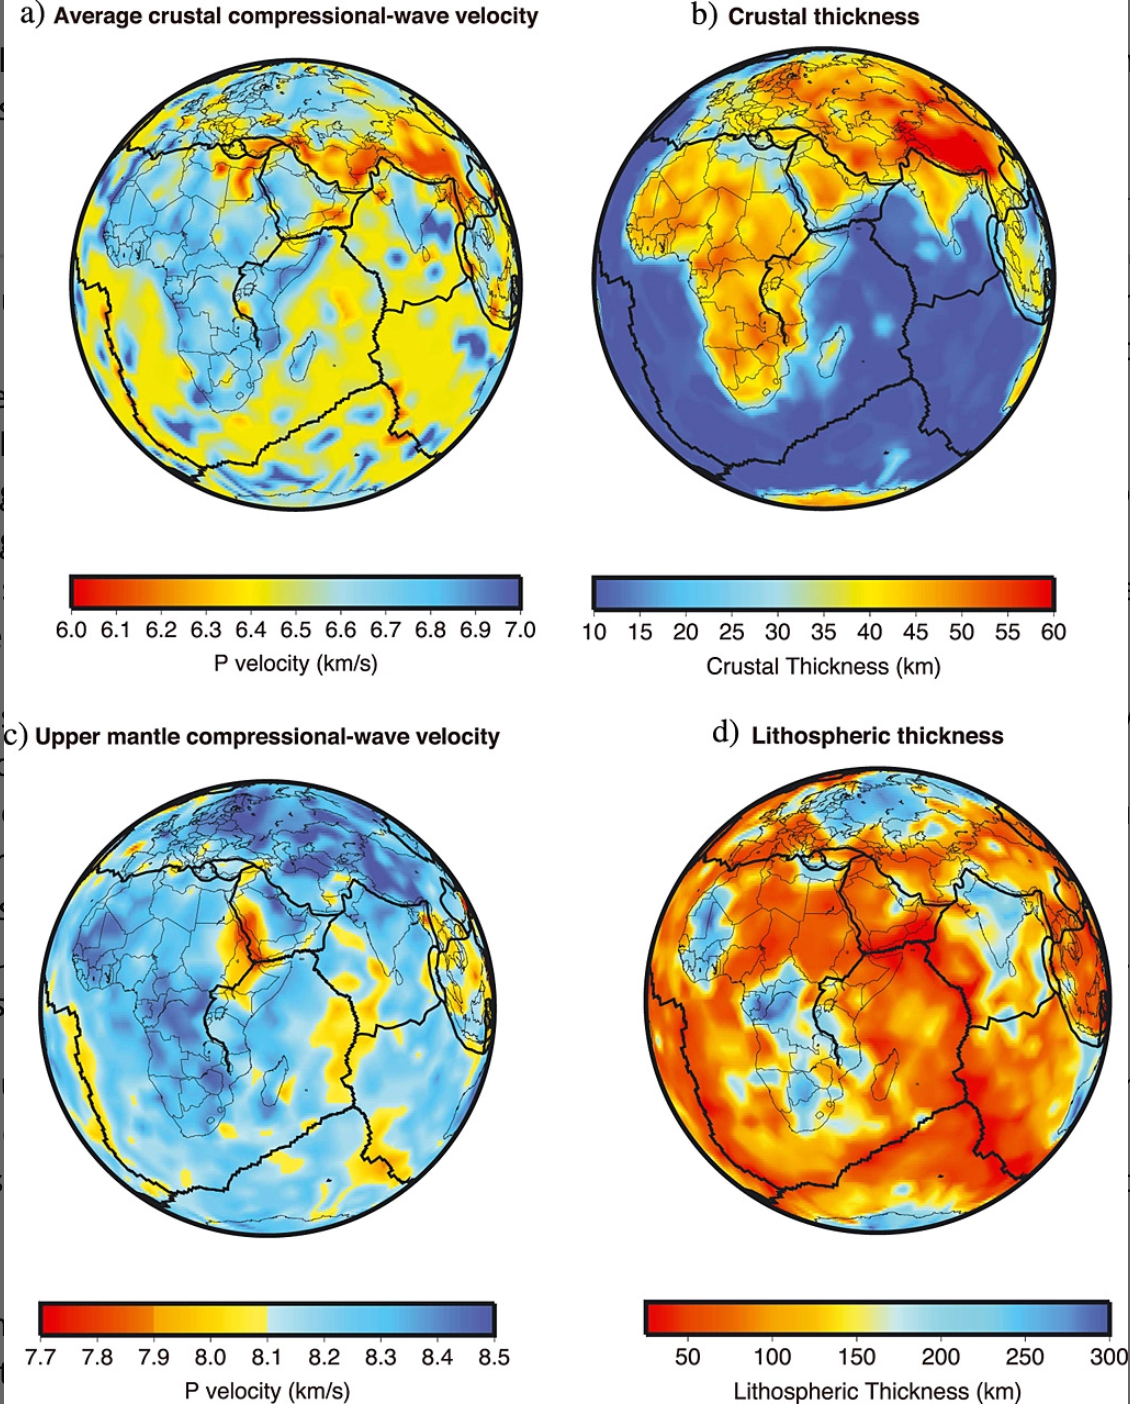 a) Average crustal compressional-wave velocity
b) Crustal thickness
6.0 6.1 6.2 6.3 6.4 6.5 6.6 6.7 6.8 6.9 7.0
P velocity (km/s)
10 15 20 25 30 35 40 45 50 55 60
Crustal Thickness (km)
c) Upper mantle compressional-wave velocity
d) Lithospheric thickness
7.7 7.8 7.9 8.0 8.1 8.2 8.3 8.4 8.5
P velocity (km/s)
50 100 150 200 250 300
Lithospheric Thickness (km)